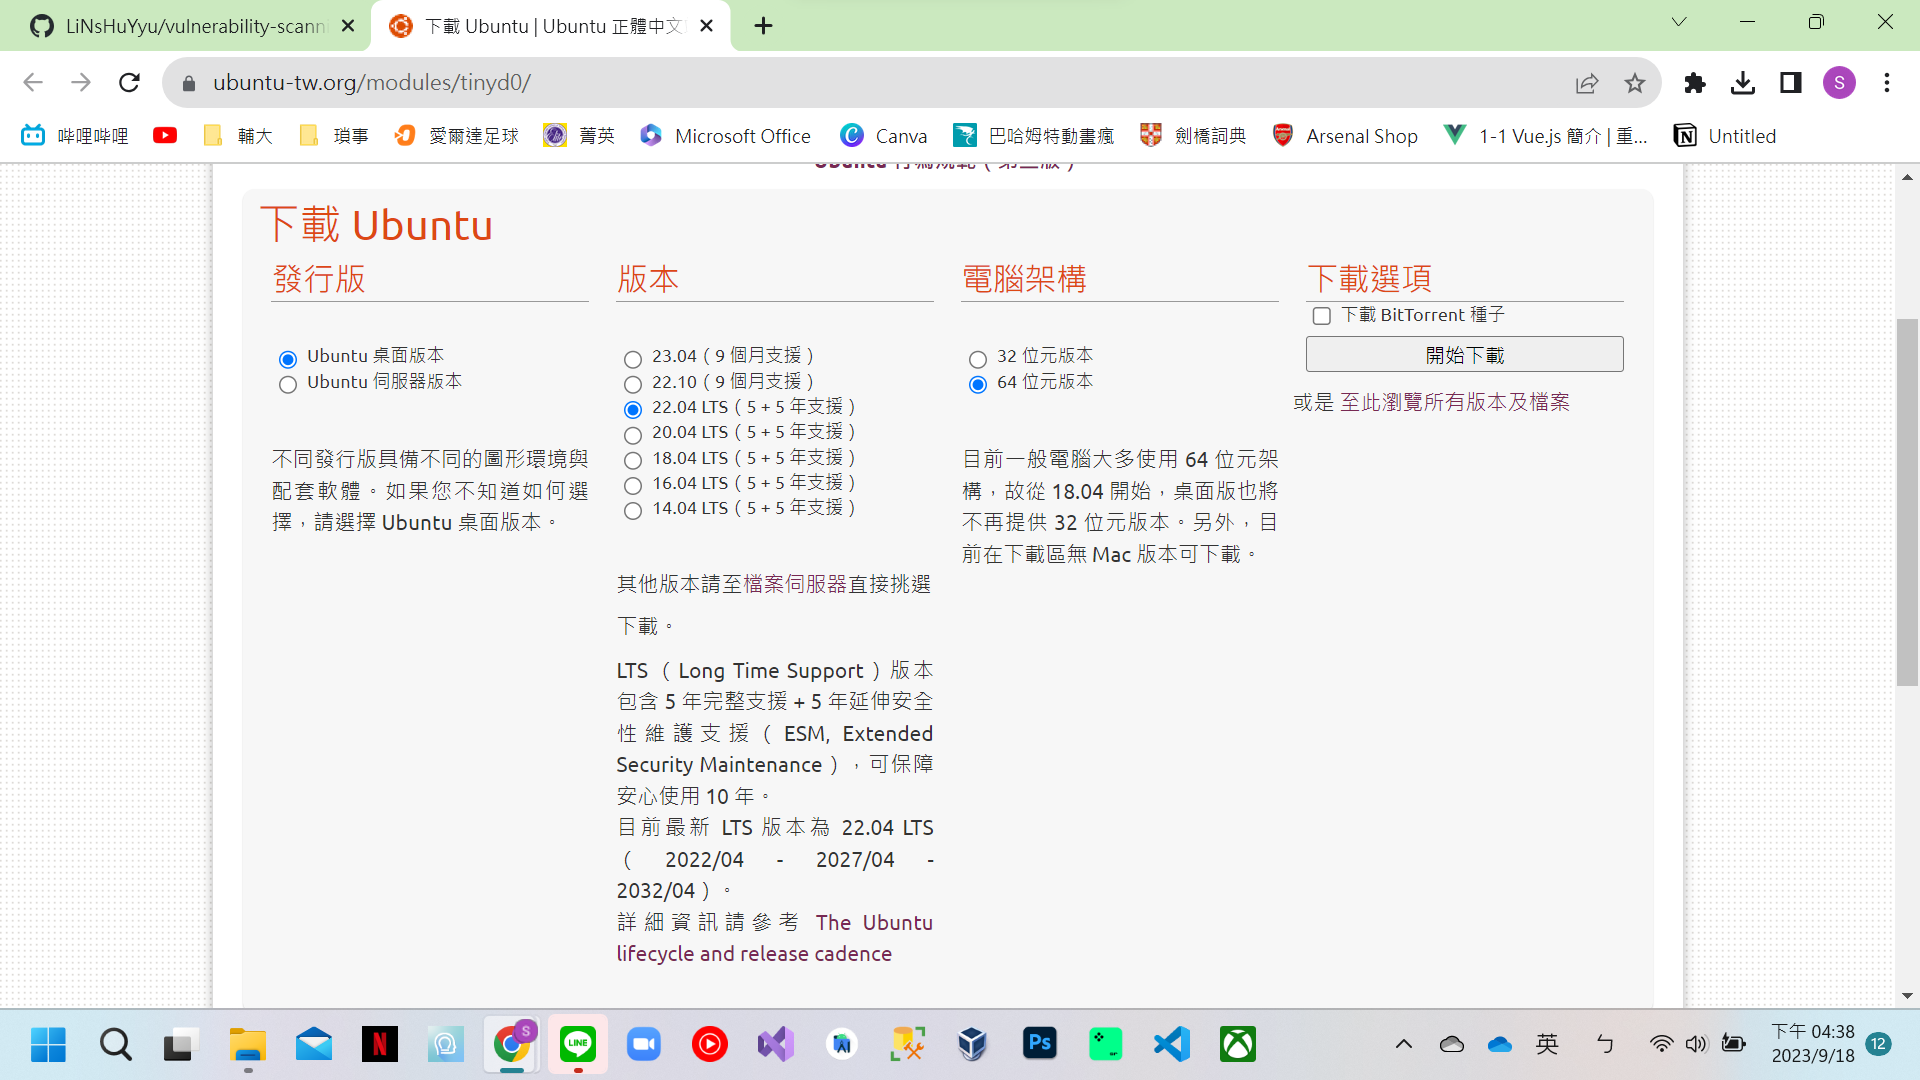 LiNsHuYyu/vulnerability-scann
下載 Ubuntu | Ubuntu 正體中文
ubuntu-tw.org/modules/tinyd0/
S
哔哩哔哩
輔大
瑣事
愛爾達足球
菁英
Microsoft Office
Canva
巴哈姆特動畫瘋
劍橋詞典
Arsenal Shop
1-1 Vue.js 簡介 | 重...
Untitled
Ubuntu 行為規範（第二版）
下載 Ubuntu
發行版
Ubuntu 桌面版本
Ubuntu 伺服器版本
不同發行版具備不同的圖形環境與
配套軟體。如果您不知道如何選
擇，請選擇 Ubuntu 桌面版本。
版本
23.04（9 個月支援）
22.10（9 個月支援）
22.04 LTS（5 + 5 年支援）
20.04 LTS（5 + 5 年支援）
18.04 LTS（5 + 5 年支援）
16.04 LTS（5 + 5 年支援）
14.04 LTS（5 + 5 年支援）
其他版本請至檔案伺服器直接挑選
下載。
LTS （Long Time Support）版本
包含 5 年完整支援 + 5 年延伸安全
性維護支援（ESM, Extended
Security Maintenance），可保障
安心使用 10 年。
目前最新 LTS 版本為 22.04 LTS
（2022/04 - 2027/04 -
2032/04）。
詳細資訊請參考 The Ubuntu
lifecycle and release cadence
電腦架構
32 位元版本
64 位元版本
目前一般電腦大多使用 64 位元架
構，故從 18.04 開始，桌面版也將
不再提供 32 位元版本。另外，目
前在下載區無 Mac 版本可下載。
下載選項
下載 BitTorrent 種子
開始下載
或是 至此瀏覽所有版本及檔案
N
S
LINE
Ps
英
ㄅ
下午 04:38
2023/9/18
12